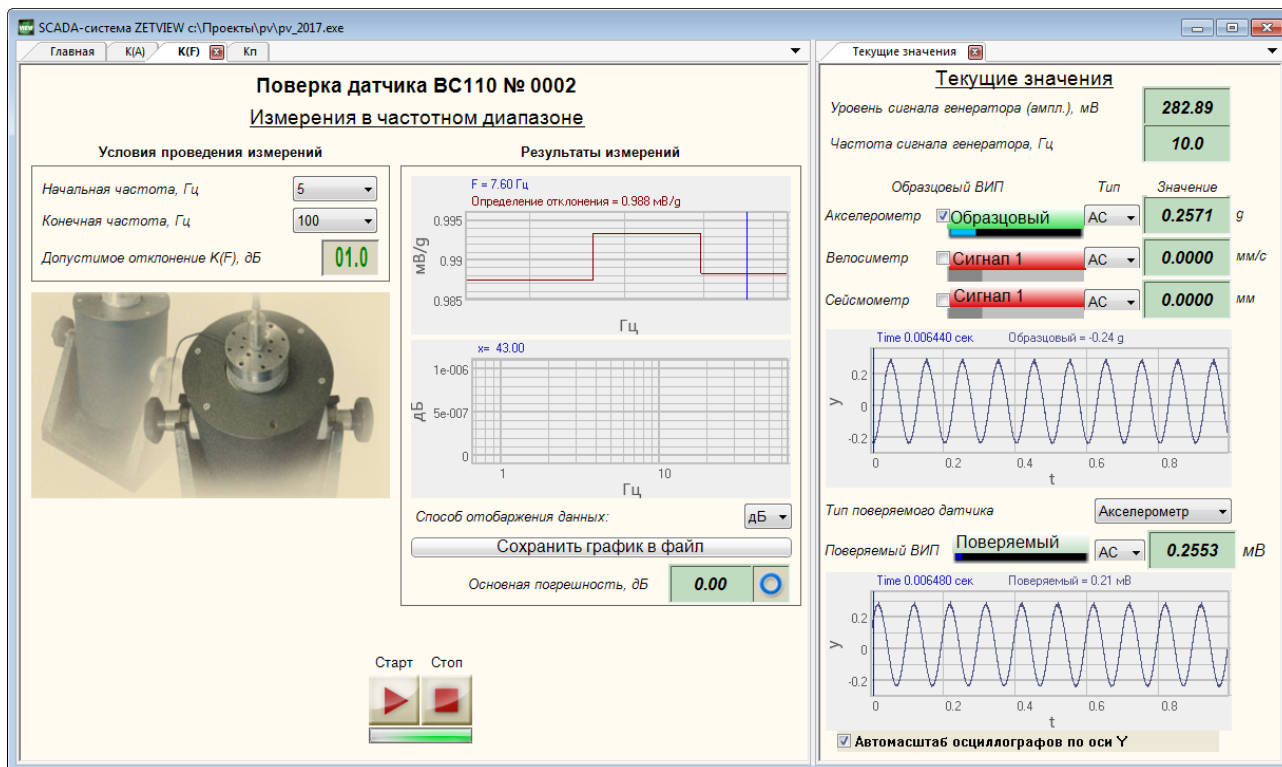 SCADA-система ZETVIEW c:\Проекты\pv\pv_2017.exe
Главная K(A) K(F) Кп
Поверка датчика ВС110 № 0002
Измерения в частотном диапазоне
Условия проведения измерений
Начальная частота, Гц 5
Конечная частота, Гц 100
Допустимое отклонение K(F), дБ 01.0
Результаты измерений
F = 7.60 Гц
Определение отклонения = 0.988 мВ/g
0.995
0.99
0.985
мВ/g
Гц
x= 43.00
1e-006
5e-007
0
дБ
1 10
Гц
Способ отобаржения данных: дБ
Сохранить график в файл
Основная погрешность, дБ 0.00
Старт Стоп
Текущие значения
Текущие значения
Уровень сигнала генератора (ампл.), мВ 282.89
Частота сигнала генератора, Гц 10.0
Образцовый ВИП Тип Значение
Акселерометр Образцовый AC 0.2571 g
Велосиметр Сигнал 1 AC 0.0000 мм/с
Сейсмометр Сигнал 1 AC 0.0000 мм
Time 0.006440 сек Образцовый = -0.24 g
0.2
0
-0.2
y
0 0.2 0.4 0.6 0.8
t
Тип поверяемого датчика Акселерометр
Поверяемый ВИП Поверяемый AC 0.2553 мВ
Time 0.006480 сек Поверяемый = 0.21 мВ
0.2
0
-0.2
y
0 0.2 0.4 0.6 0.8
t
Автомасштаб осциллографов по оси Y